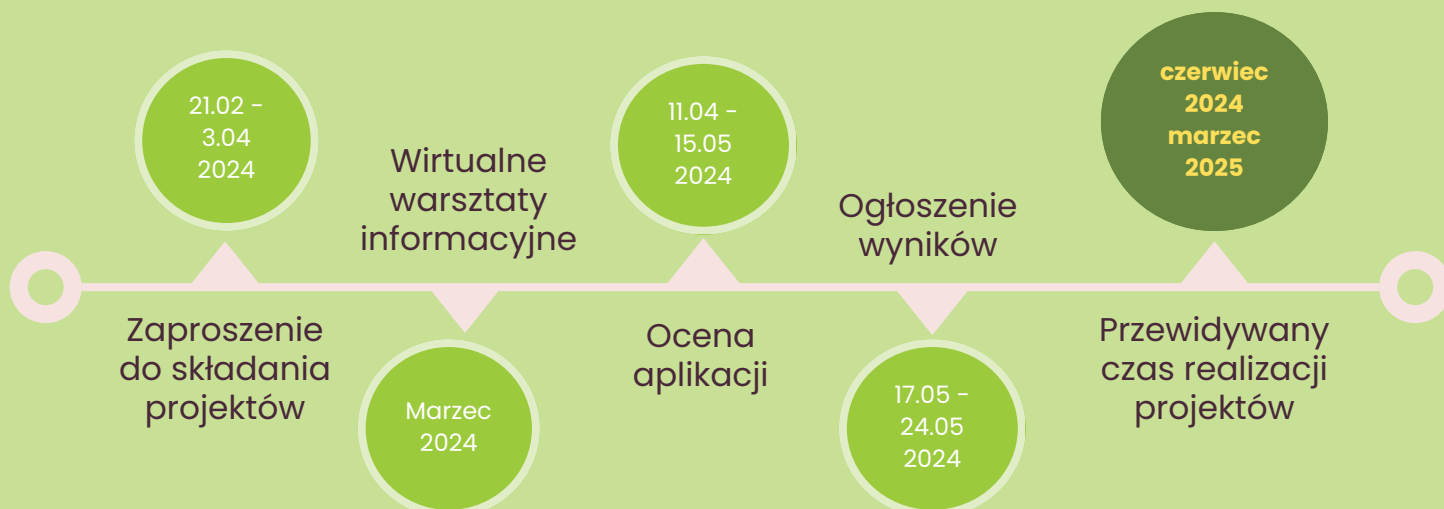 21.02 -
3.04
2024
Zaproszenie
do składania
projektów
Wirtualne
warsztaty
informacyjne
Marzec
2024
11.04 -
15.05
2024
Ocena
aplikacji
Ogłoszenie
wyników
17.05 -
24.05
2024
czerwiec
2024
marzec
2025
Przewidywany
czas realizacji
projektów